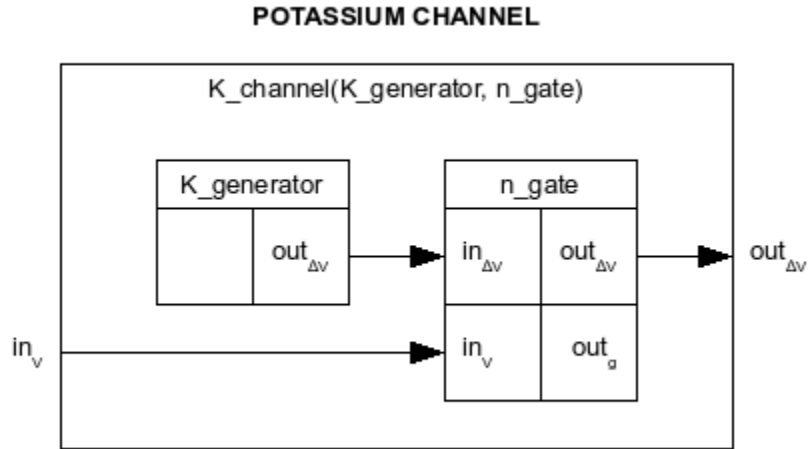 POTASSIUM CHANNEL
K_channel(K_generator, n_gate)
K_generator
n_gate
out_ΔV
in_ΔV
out_ΔV
out_ΔV
in_V
in_V
out_g